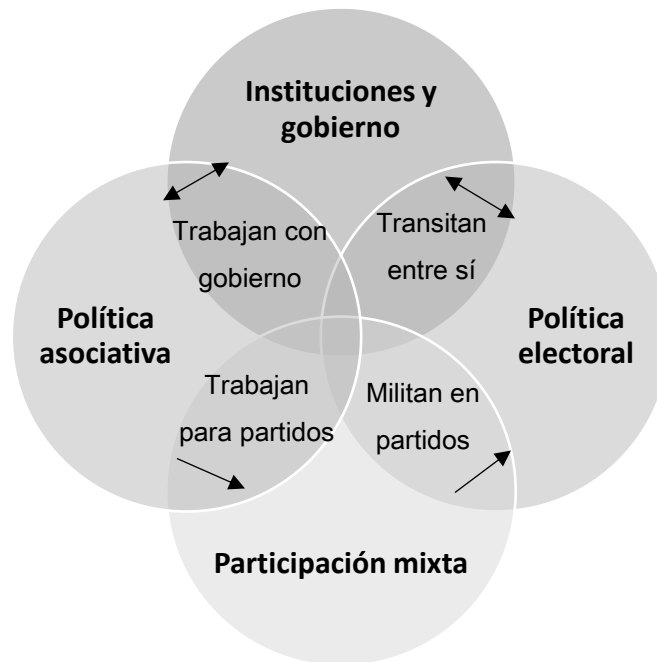 Instituciones y
gobierno
Trabajan con
gobierno
Transitan
entre sí
Política
asociativa
Política
electoral
Trabajan
para partidos
Militan en
partidos
Participación mixta